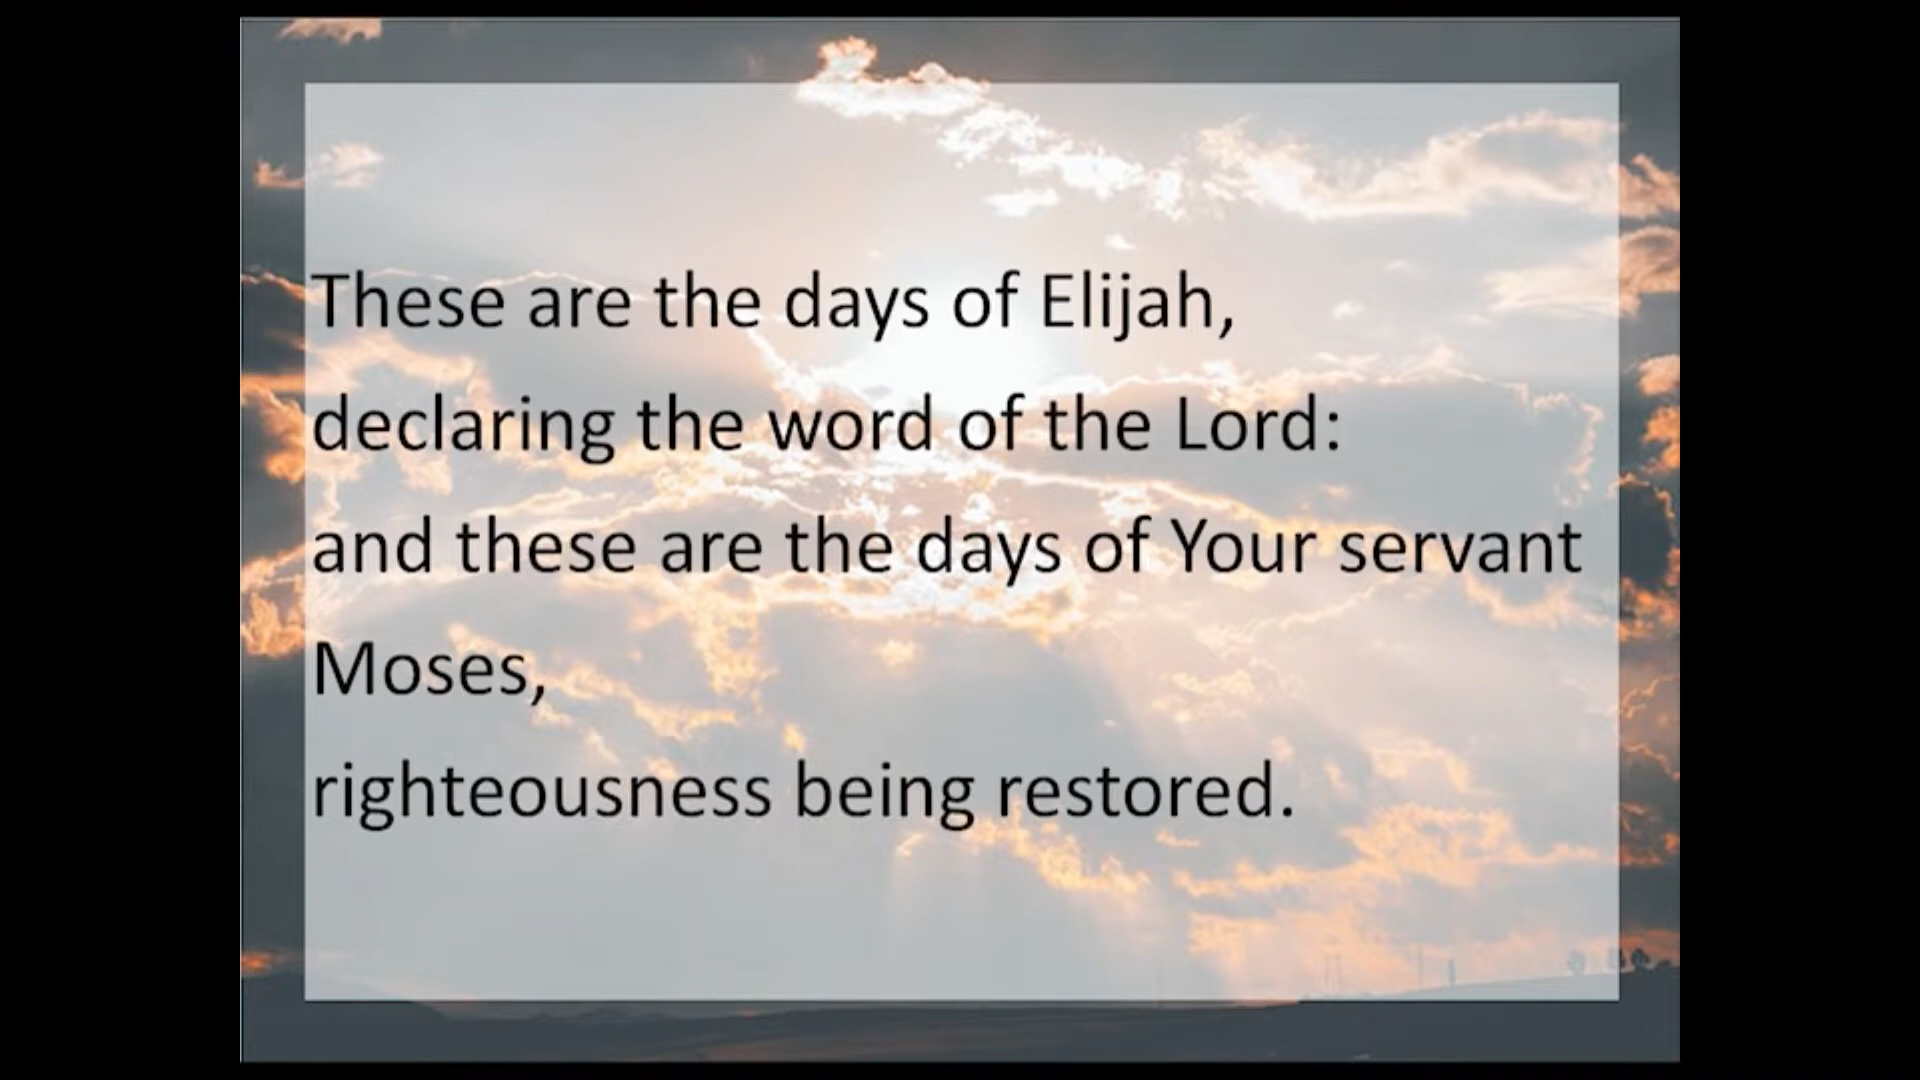 These are the days of Elijah,
declaring the word of the Lord:
and these are the days of Your servant
Moses,
righteousness being restored.